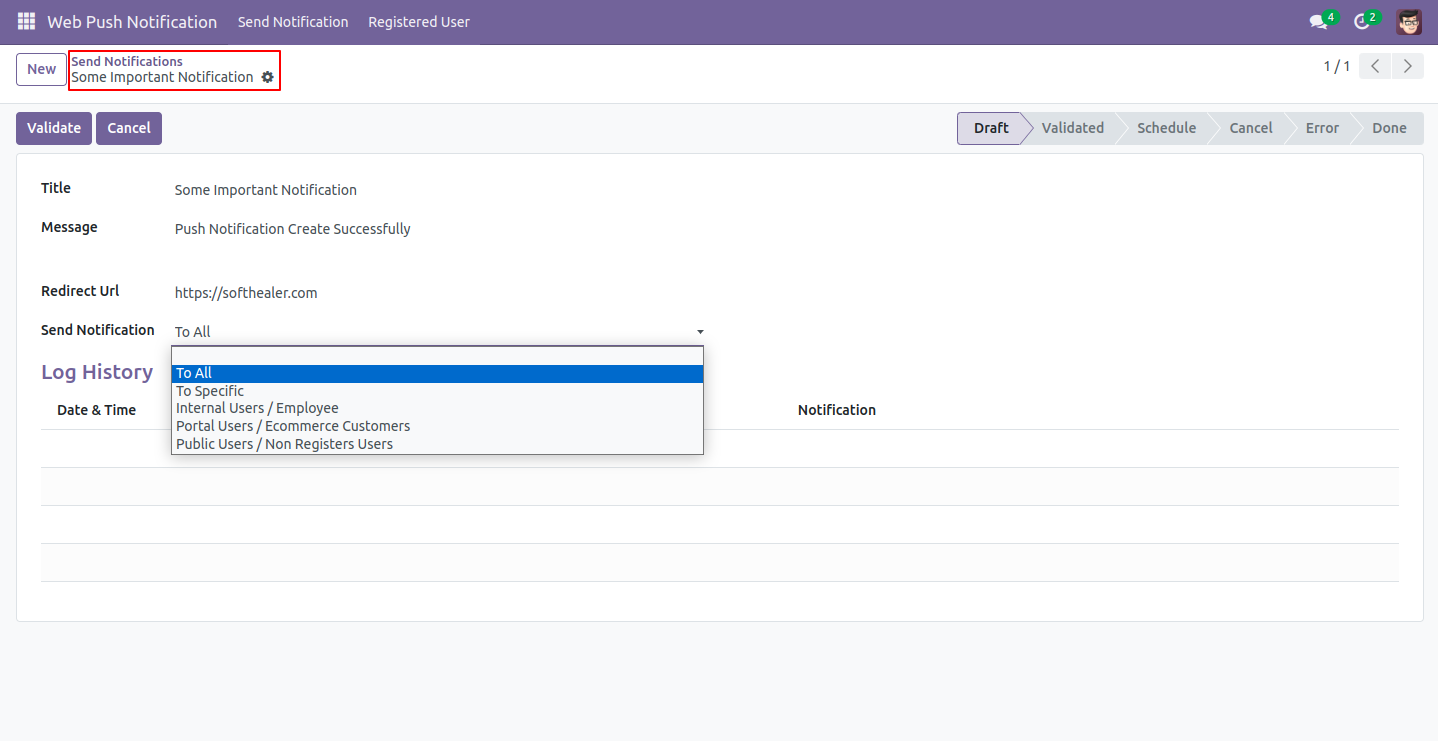 Web Push Notification Send Notification Registered User 4 2
New Send Notifications
Some Important Notification 1 / 1
Validate Cancel Draft Validated Schedule Cancel Error Done
Title Some Important Notification
Message Push Notification Create Successfully
Redirect Url https://softhealer.com
Send Notification To All
Log History
To All
To Specific
Internal Users / Employee
Portal Users / Ecommerce Customers
Public Users / Non Registers Users
Date & Time Notification